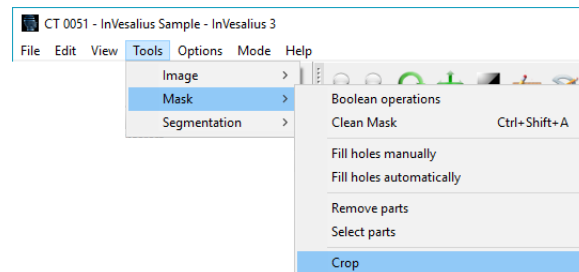 CT 0051 - InVesalius Sample - InVesalius 3
File Edit View Tools Options Mode Help
Image
Mask
Segmentation
Boolean operations
Clean Mask Ctrl+Shift+A
Fill holes manually
Fill holes automatically
Remove parts
Select parts
Crop